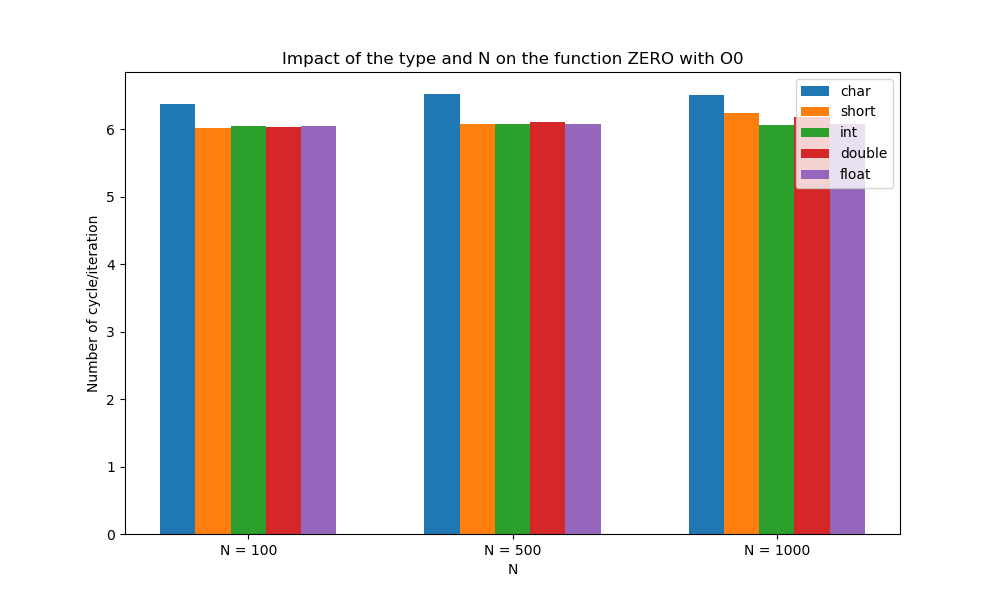 Impact of the type and N on the function ZERO with O0
char
short
int
double
float
Number of cycle/iteration
6
5
4
3
2
1
0
N = 100
N = 500
N = 1000
N